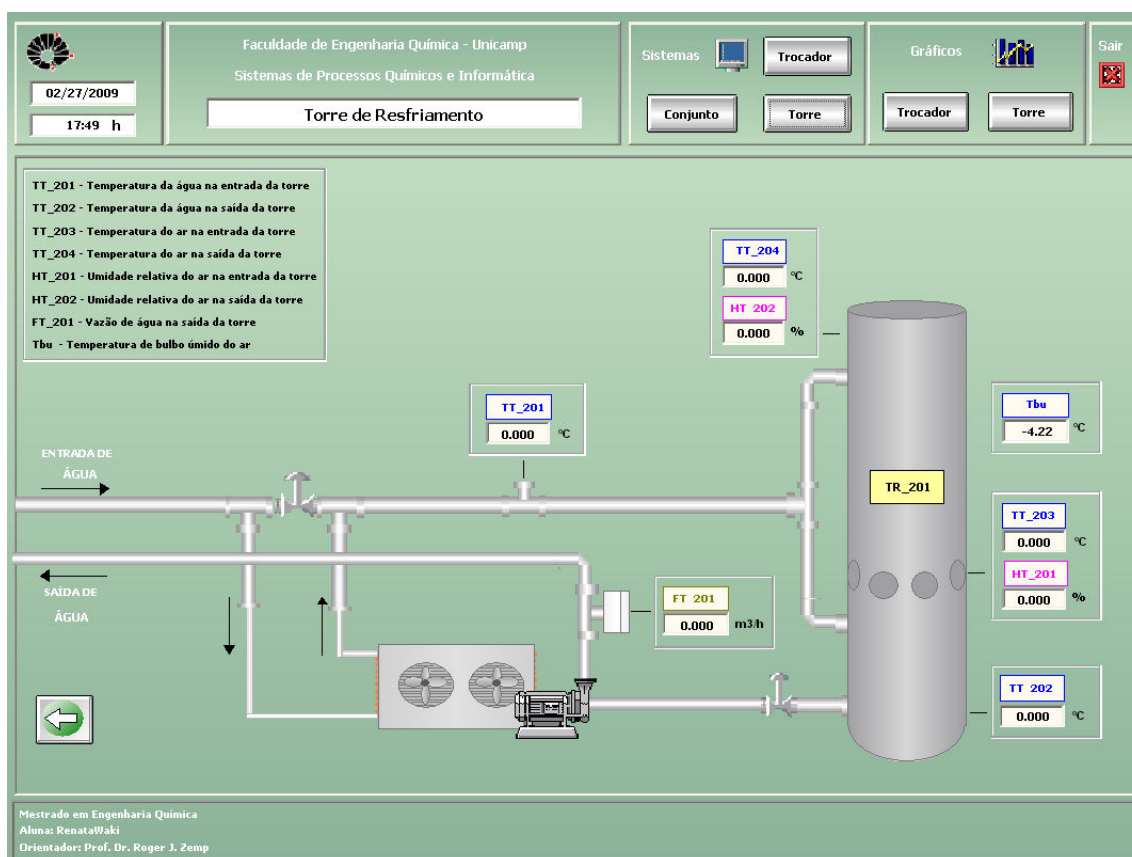 02/27/2009
17:49 h
Faculdade de Engenharia Química - Unicamp
Sistemas de Processos Químicos e Informática
Torre de Resfriamento
Sistemas
Trocador
Conjunto
Torre
Gráficos
Trocador
Torre
Sair
TT_201 - Temperatura da água na entrada da torre
TT_202 - Temperatura da água na saída da torre
TT_203 - Temperatura do ar na entrada da torre
TT_204 - Temperatura do ar na saída da torre
HT_201 - Umidade relativa do ar na entrada da torre
HT_202 - Umidade relativa do ar na saída da torre
FT_201 - Vazão de água na saída da torre
Tbu - Temperatura de bulbo úmido do ar
TT_204
0.000 ºC
HT 202
0.000 %
TT_201
0.000 ºC
Tbu
-4.22 ºC
ENTRADA DE
ÁGUA
TR_201
TT_203
0.000 ºC
HT_201
0.000 %
SAÍDA DE
ÁGUA
FT 201
0.000 m3/h
TT 202
0.000 ºC
Mestrado em Engenharia Química
Aluna: RenataWaki
Orientador: Prof. Dr. Roger J. Zemp